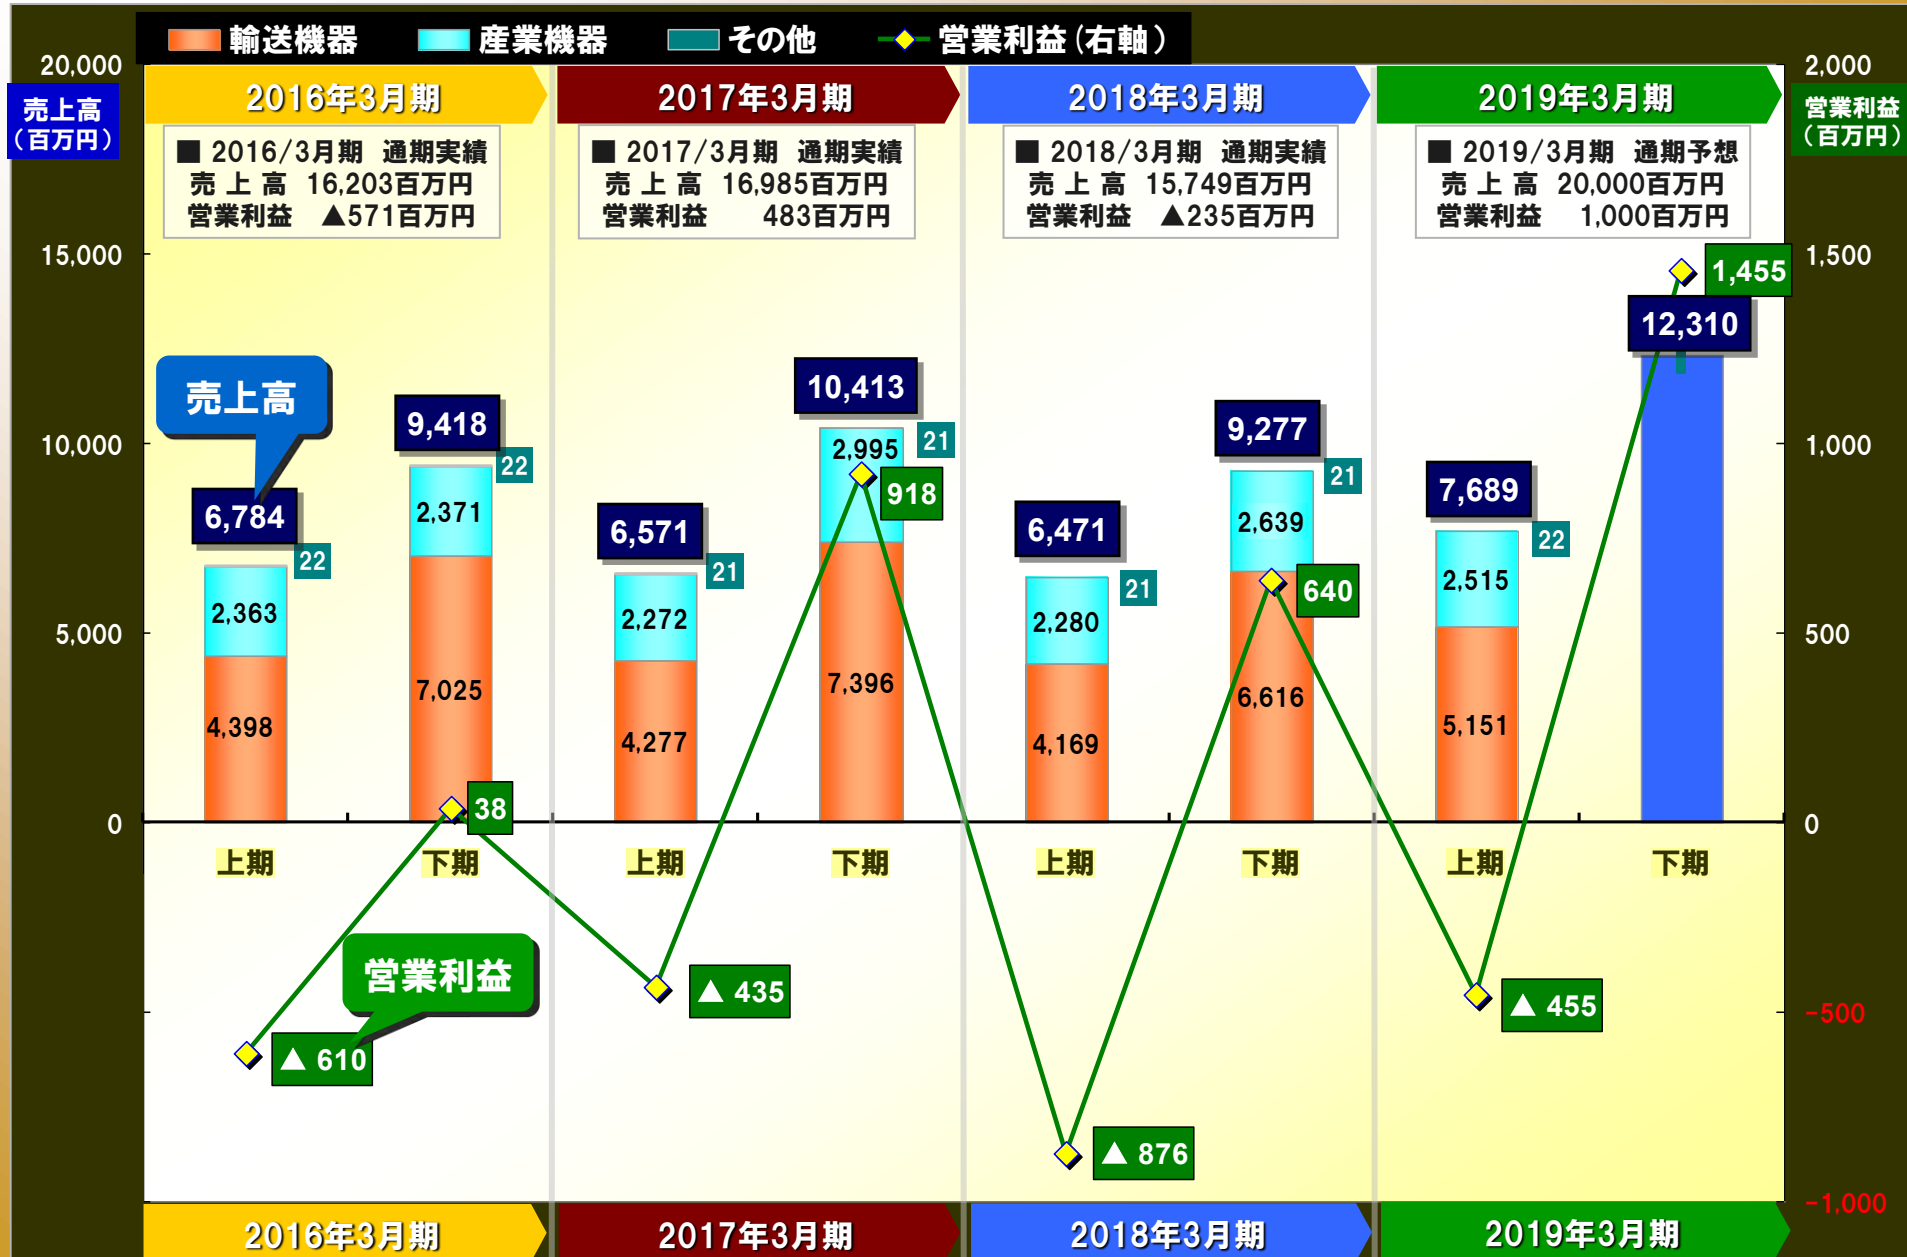 輸送機器 産業機器 その他 営業利益(右軸)
20,000
15,000
10,000
5,000
0
売上高
(百万円)
2,000
1,500
1,000
500
0
-500
-1,000
営業利益
(百万円)
2016年3月期 2017年3月期 2018年3月期 2019年3月期
■ 2016/3月期 通期実績
売上高 16,203百万円
営業利益 ▲571百万円
■ 2017/3月期 通期実績
売上高 16,985百万円
営業利益 483百万円
■ 2018/3月期 通期実績
売上高 15,749百万円
営業利益 ▲235百万円
■ 2019/3月期 通期予想
売上高 20,000百万円
営業利益 1,000百万円
売上高
6,784
22
2,363
4,398
9,418
22
2,371
7,025
38
6,571
21
2,272
4,277
10,413
21
2,995
918
7,396
6,471
21
2,280
4,169
9,277
21
2,639
640
6,616
7,689
22
2,515
5,151
1,455
12,310
上期 下期 上期 下期 上期 下期 上期 下期
営業利益
▲ 610
▲ 435
▲ 876
▲ 455
2016年3月期 2017年3月期 2018年3月期 2019年3月期